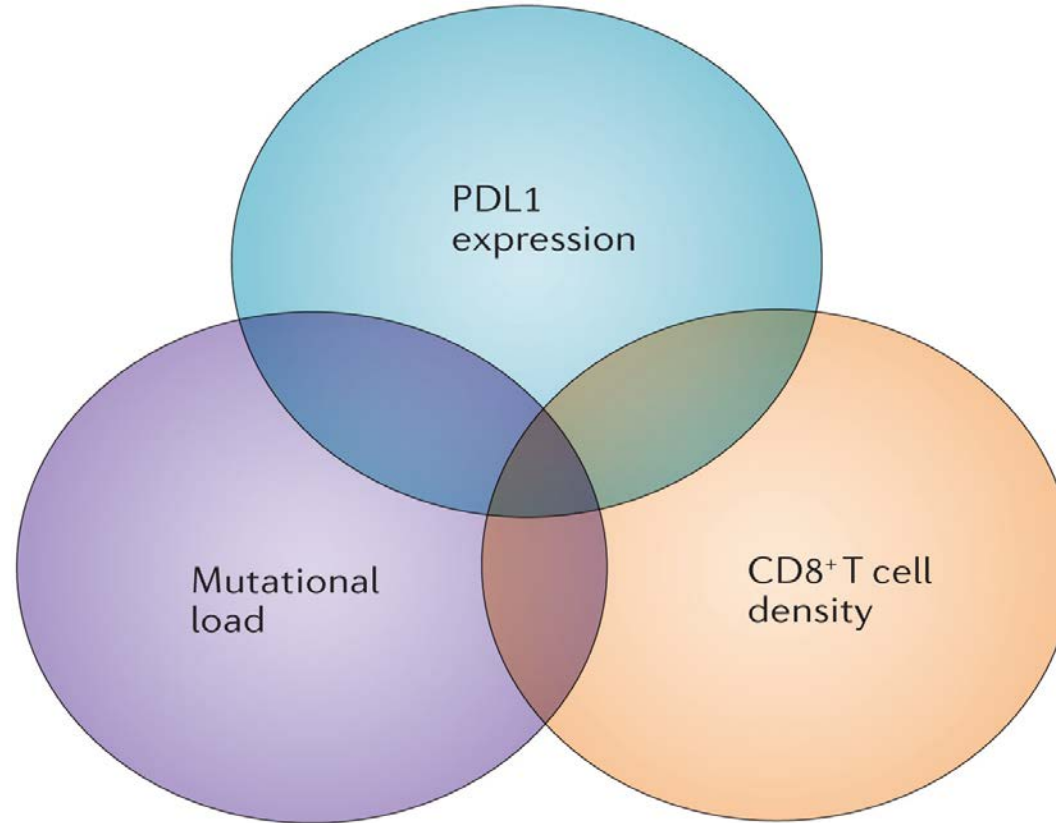 PDL1
expression
Mutational
load
CD8⁺ T cell
density